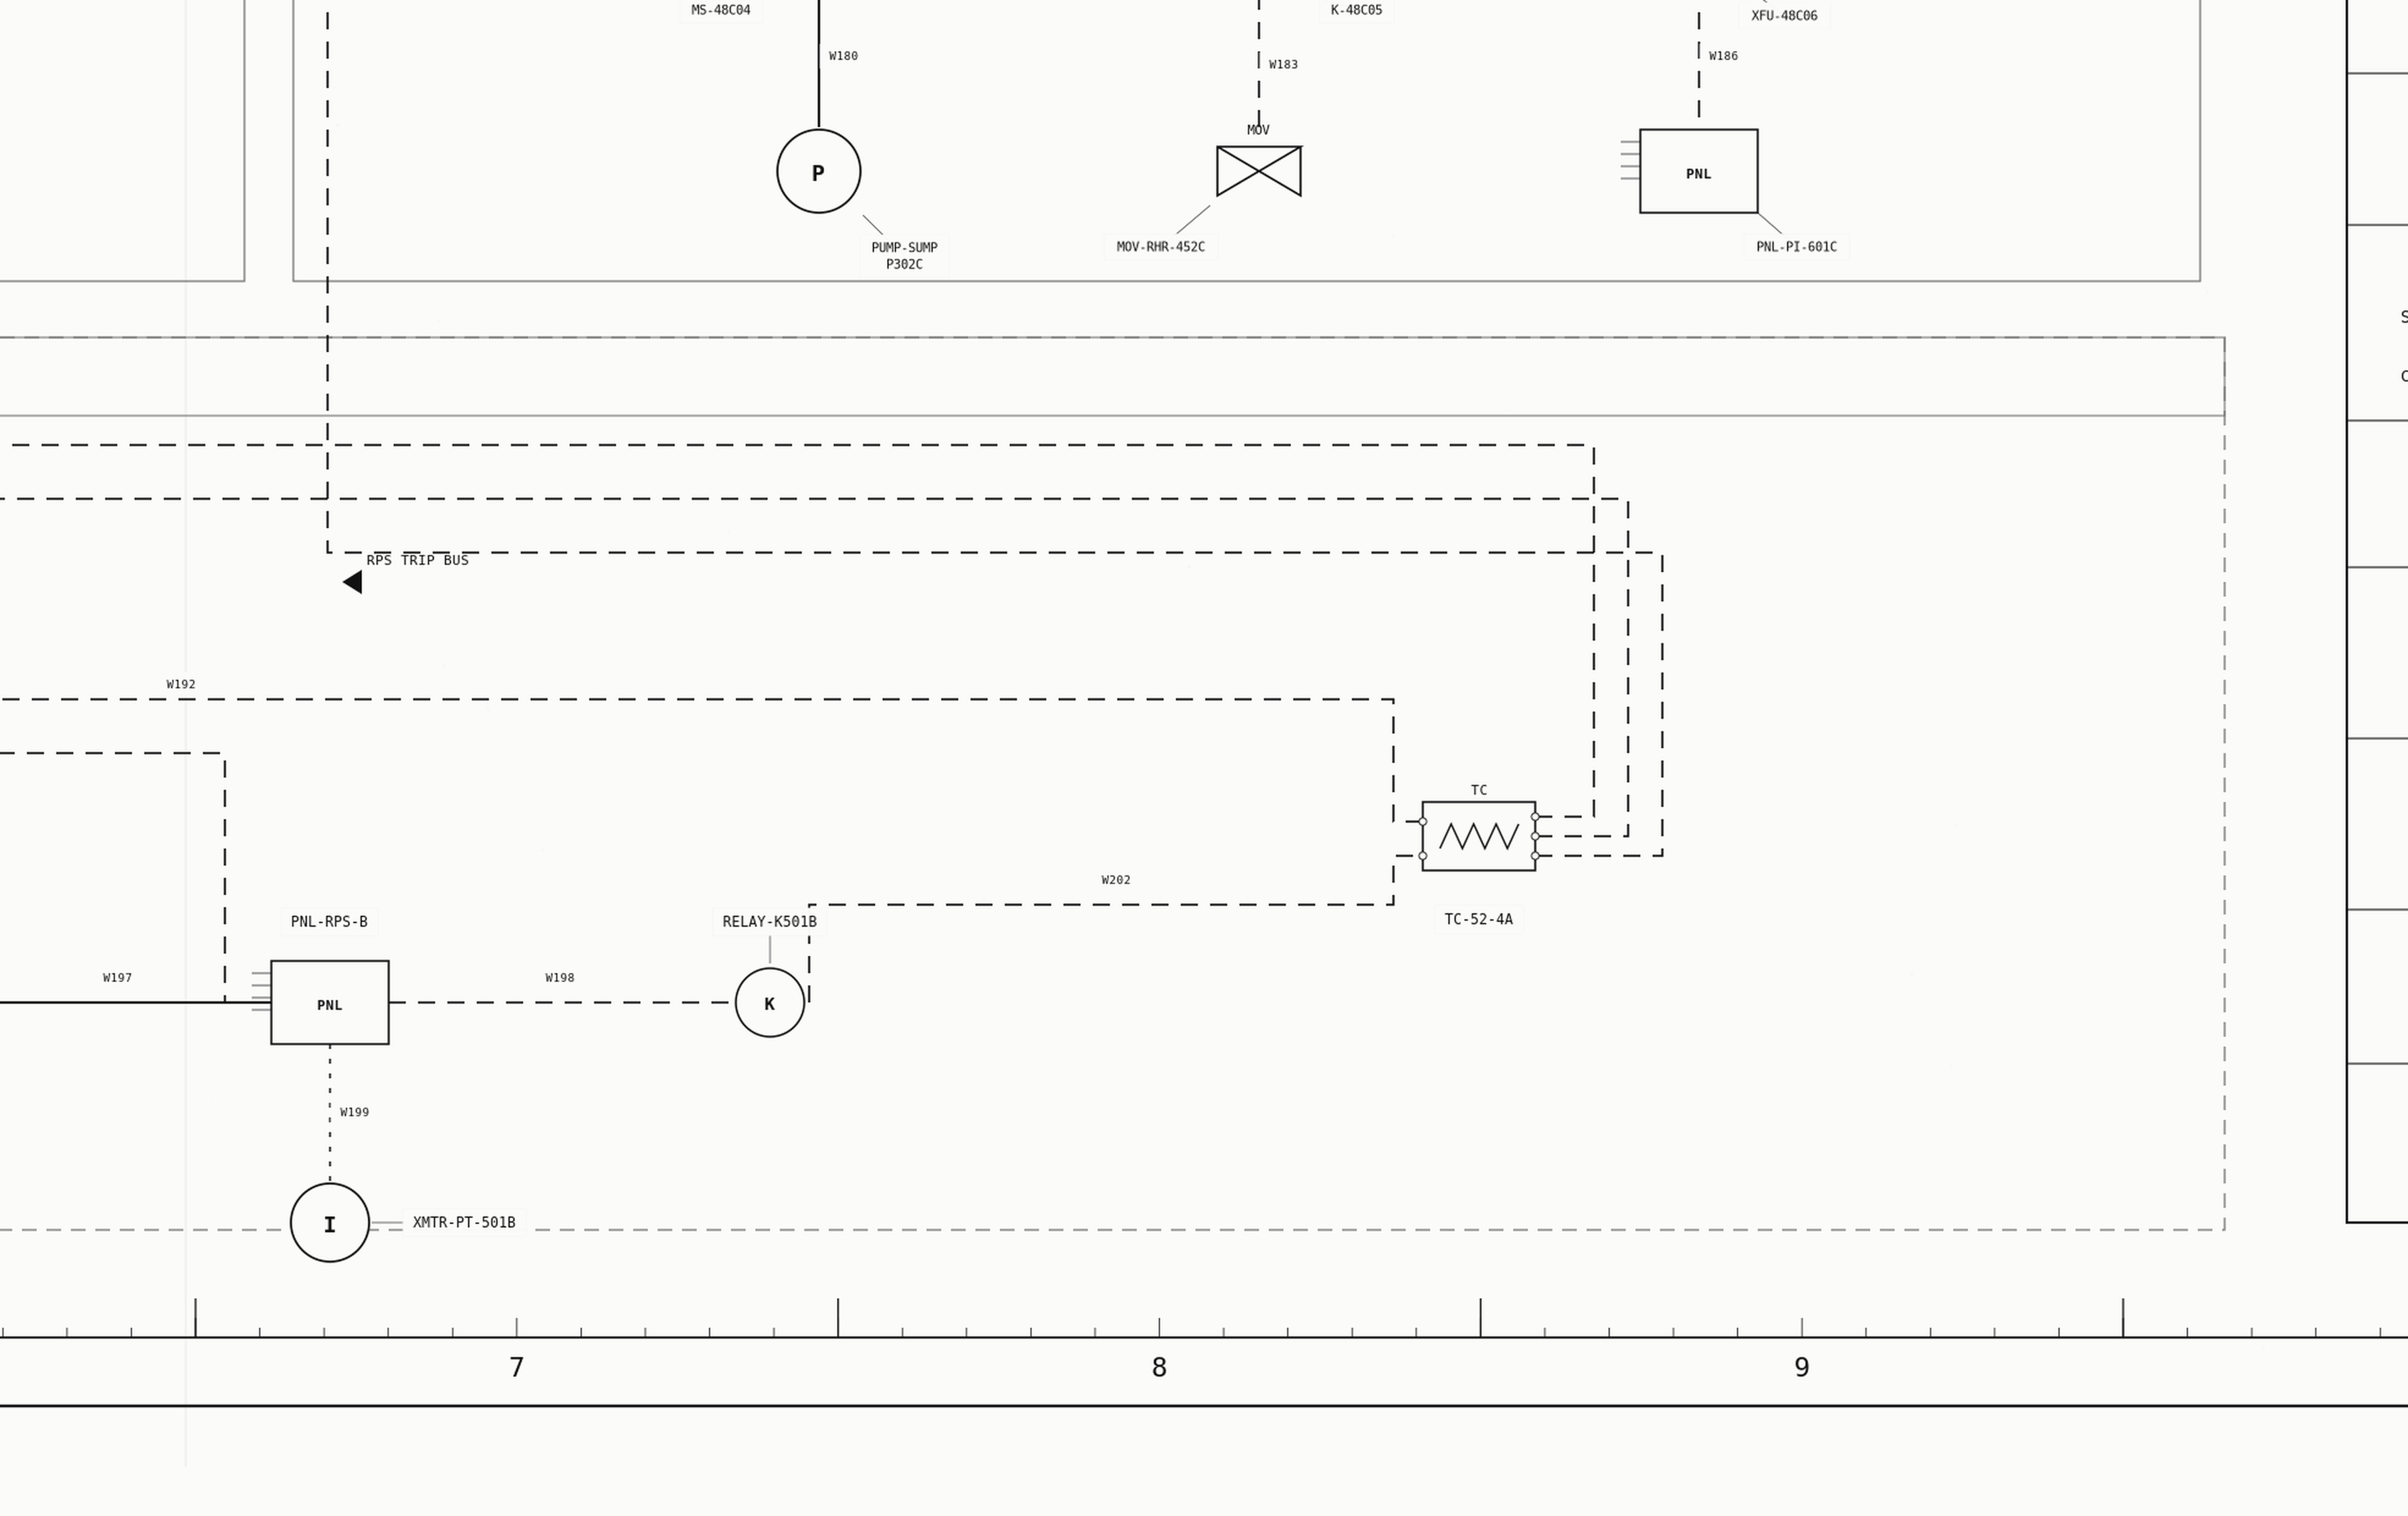 MS-48C04
K-48C05
XFU-48C06
W180
W183
W186
MOV
P
PNL
PUMP-SUMP
P302C
MOV-RHR-452C
PNL-PI-601C
RPS TRIP BUS
W192
TC
W202
PNL-RPS-B
RELAY-K501B
TC-52-4A
W197
W198
PNL
K
W199
I
XMTR-PT-501B
7
8
9